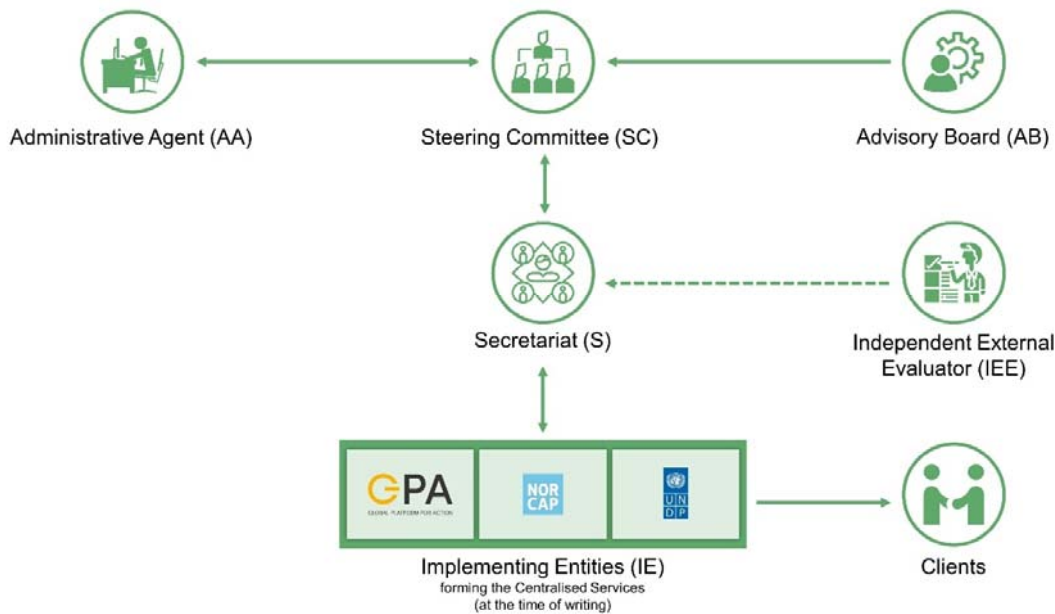 Administrative Agent (AA)
Steering Committee (SC)
Advisory Board (AB)
Secretariat (S)
Independent External
Evaluator (IEE)
GPA
GLOBAL PLATFORM FOR ACTION
NOR
CAP
UN
DP
Implementing Entities (IE)
forming the Centralised Services
(at the time of writing)
Clients